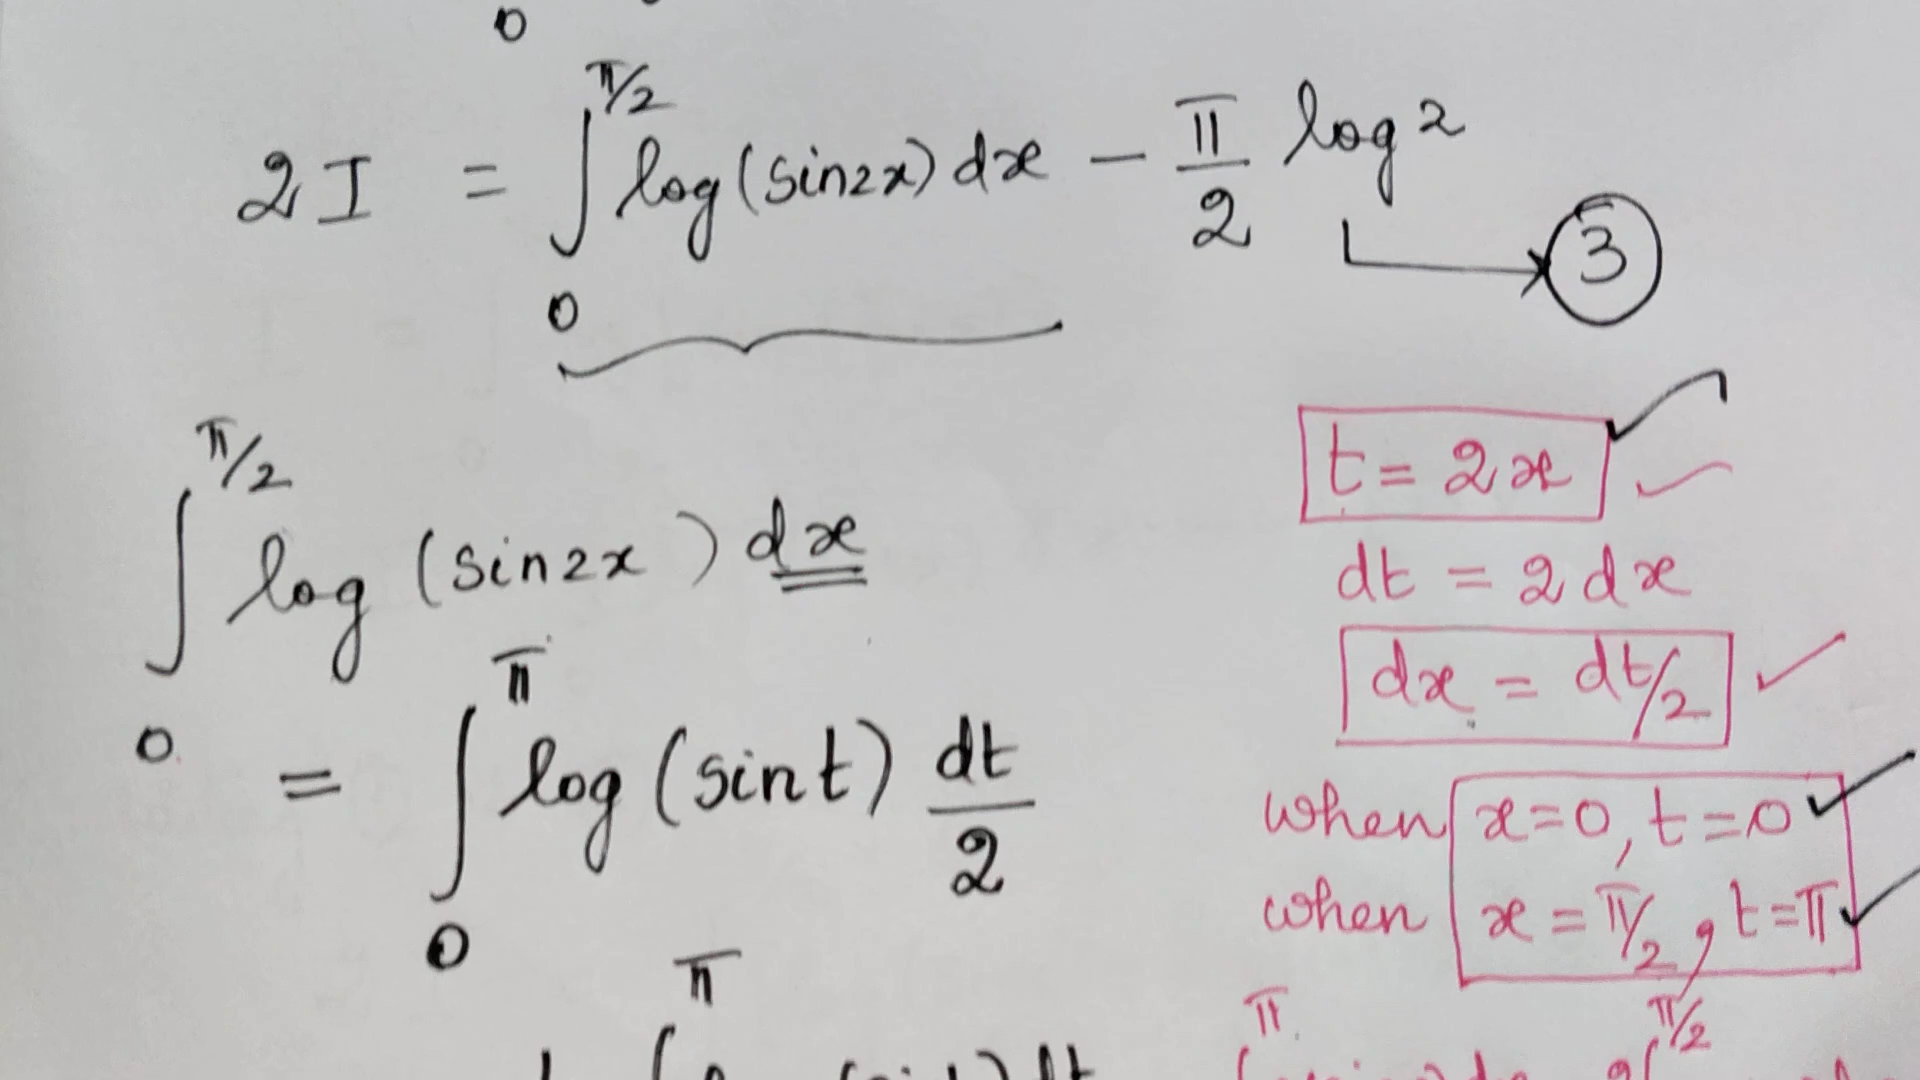 0
2I = ∫₀^{π/2} log(sin2x) dx − π/2 log 2
→ ③
∫₀^{π/2} log (sin2x) dx
= ∫₀^{π} log (sin t) dt/2
t = 2x
dt = 2dx
dx = dt/2
when x=0, t=0
when x=π/2, t=π
π
π π/2